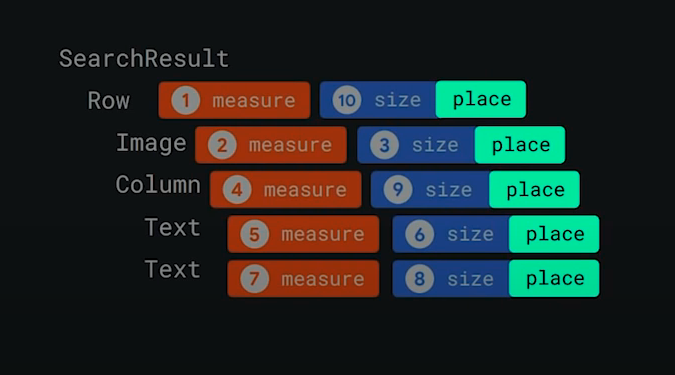 SearchResult
Row 1 measure 10 size place
Image 2 measure 3 size place
Column 4 measure 9 size place
Text 5 measure 6 size place
Text 7 measure 8 size place